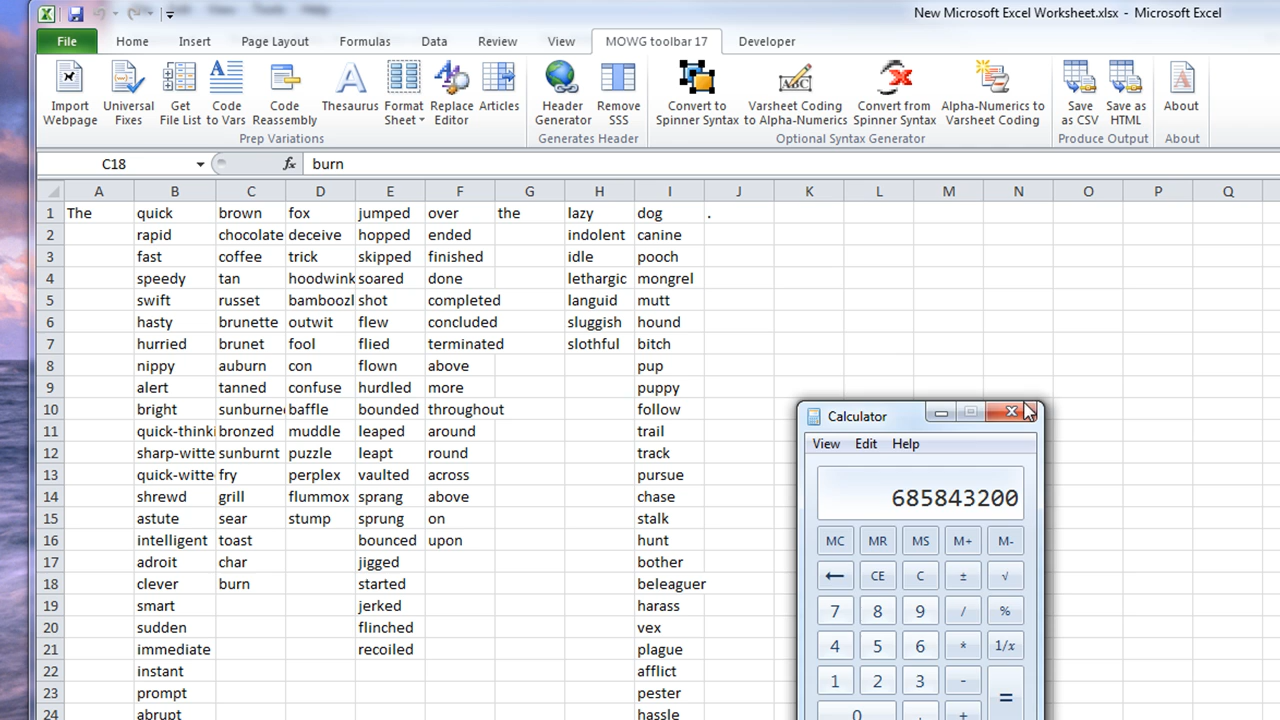 New Microsoft Excel Worksheet.xlsx - Microsoft Excel
File Home Insert Page Layout Formulas Data Review View MOWG toolbar 17 Developer
Import Webpage
Universal Fixes
Get File List
Code to Vars
Code Reassembly
Thesaurus
Format Sheet
Replace Editor
Articles
Header Generator
Remove SSS
Convert to Spinner Syntax
Varsheet Coding to Alpha-Numerics
Convert from Spinner Syntax
Alpha-Numerics to Varsheet Coding
Save as CSV
Save as HTML
About
Prep Variations Generates Header Optional Syntax Generator Produce Output About
C18 fx burn
A B C D E F G H I J K L M N O P Q
1 The quick brown fox jumped over the lazy dog .
2 rapid chocolate deceive hopped ended indolent canine
3 fast coffee trick skipped finished idle pooch
4 speedy tan hoodwink soared done lethargic mongrel
5 swift russet bamboozl shot completed languid mutt
6 hasty brunette outwit flew concluded sluggish hound
7 hurried brunet fool flied terminated slothful bitch
8 nippy auburn con flown above pup
9 alert tanned confuse hurdled more puppy
10 bright sunburne baffle bounded throughout follow
11 quick-thinki bronzed muddle leaped around trail
12 sharp-witte sunburnt puzzle leapt round track
13 quick-witte fry perplex vaulted across pursue
14 shrewd grill flummox sprang above chase
15 astute sear stump sprung on stalk
16 intelligent toast bounced upon hunt
17 adroit char jigged bother
18 clever burn started beleaguer
19 smart jerked harass
20 sudden flinched vex
21 immediate recoiled plague
22 instant afflict
23 prompt pester
24 abrupt hassle
Calculator
View Edit Help
685843200
MC MR MS M+ M-
← CE C ± √
7 8 9 / %
4 5 6 * 1/x
1 2 3 - =
0 , +